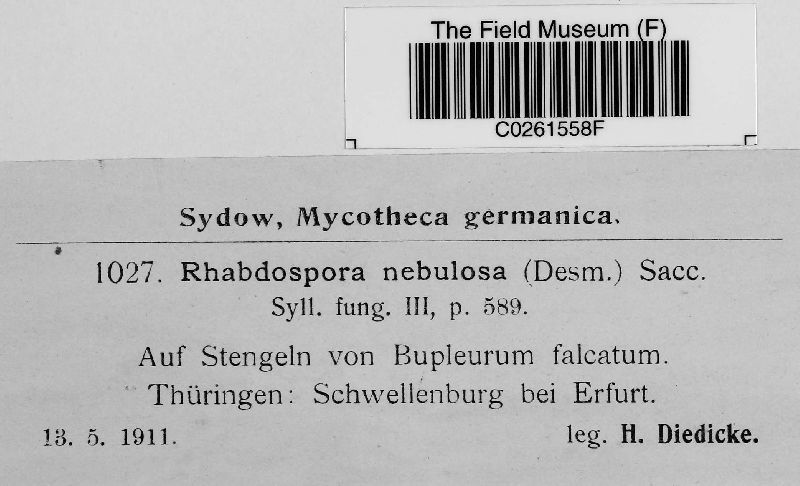 The Field Museum (F)
C0261558F
Sydow, Mycotheca germanica.
1027. Rhabdospora nebulosa (Desm.) Sacc.
Syll. fung. III, p. 589.
Auf Stengeln von Bupleurum falcatum.
Thüringen: Schwellenburg bei Erfurt.
13. 5. 1911. leg. H. Diedicke.